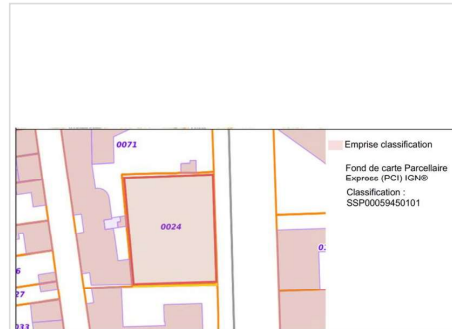 0071
Emprise classification
Fond de carte Parcellaire
Express (PCI) IGN®
Classification :
SSP00059450101
0024
6
27
033